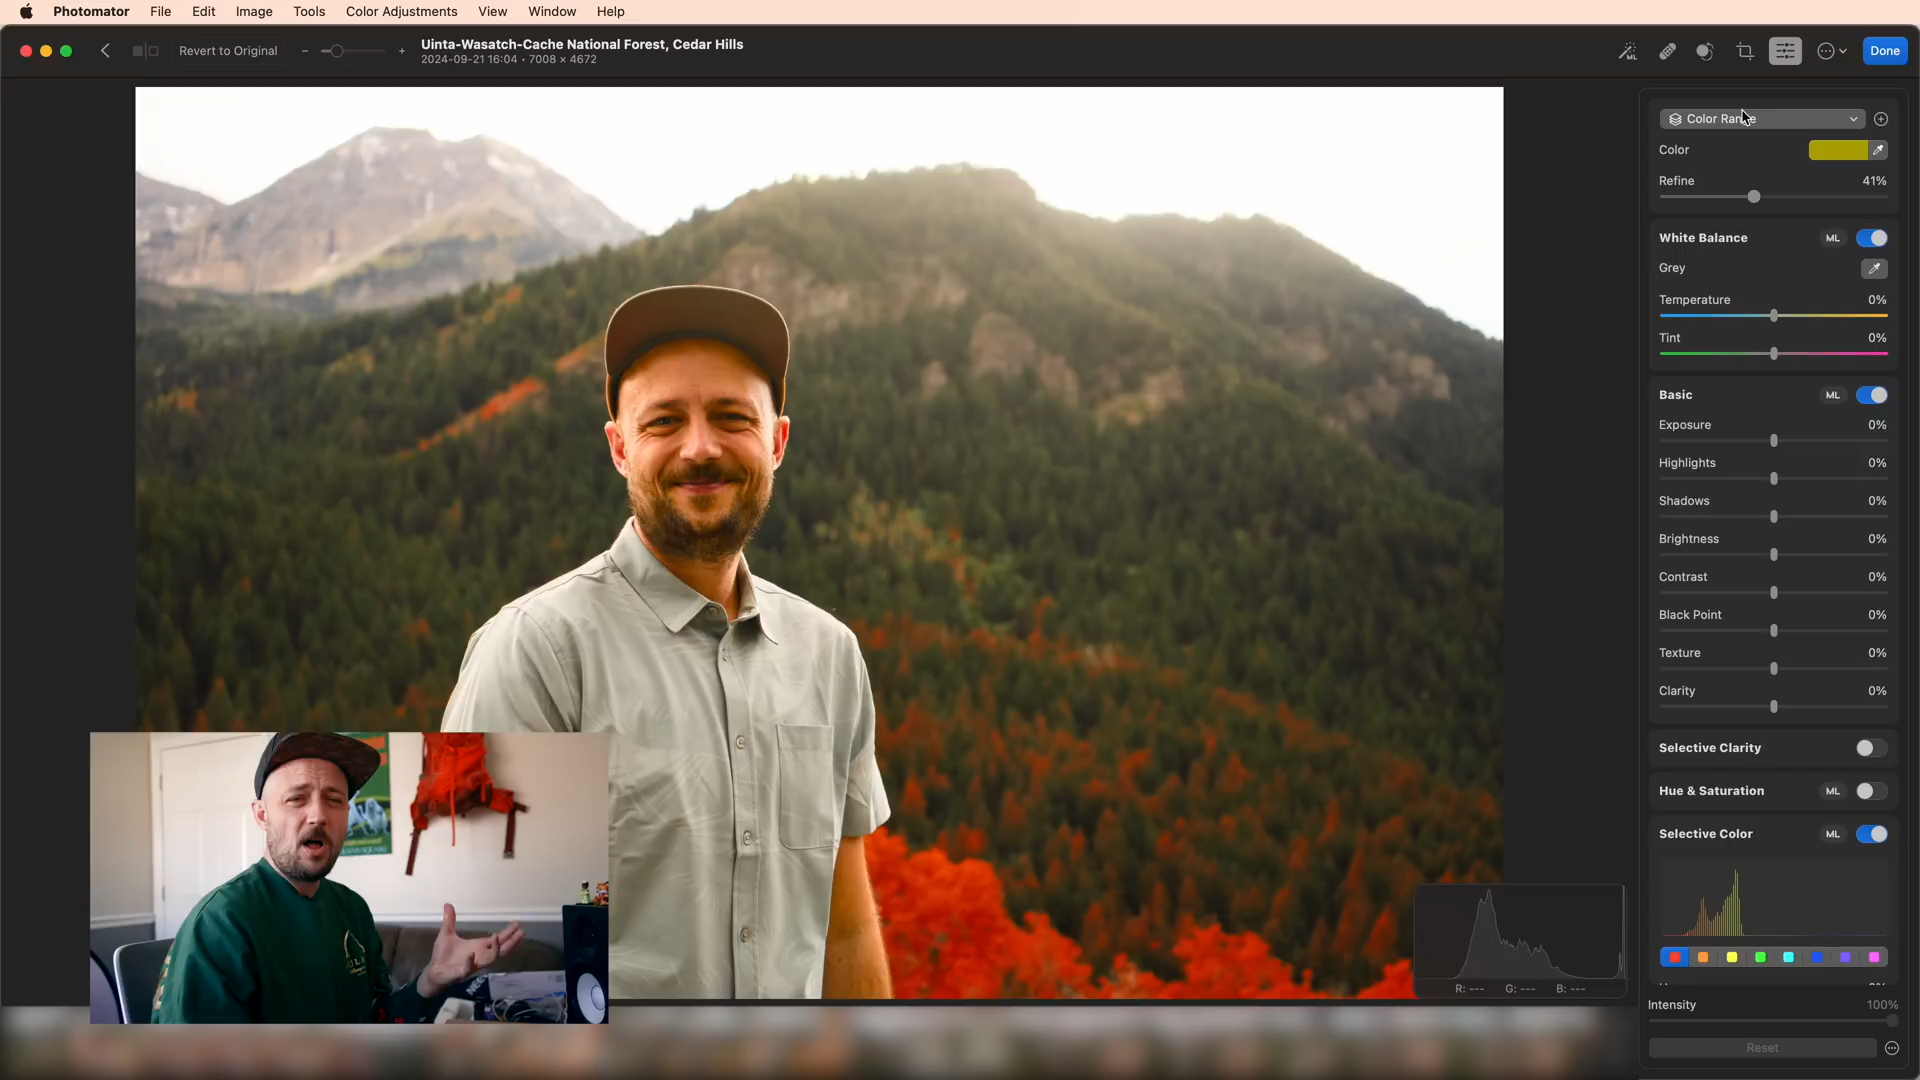 Photomator File Edit Image Tools Color Adjustments View Window Help
Revert to Original − + Uinta-Wasatch-Cache National Forest, Cedar Hills
2024-09-21 16:04 • 7008 × 4672
ML
Done
Color Range
Color
Refine 41%
White Balance ML
Grey
Temperature 0%
Tint 0%
Basic ML
Exposure 0%
Highlights 0%
Shadows 0%
Brightness 0%
Contrast 0%
Black Point 0%
Texture 0%
Clarity 0%
Selective Clarity
Hue & Saturation ML
Selective Color ML
R: --- G: --- B: ---
Intensity 100%
Reset